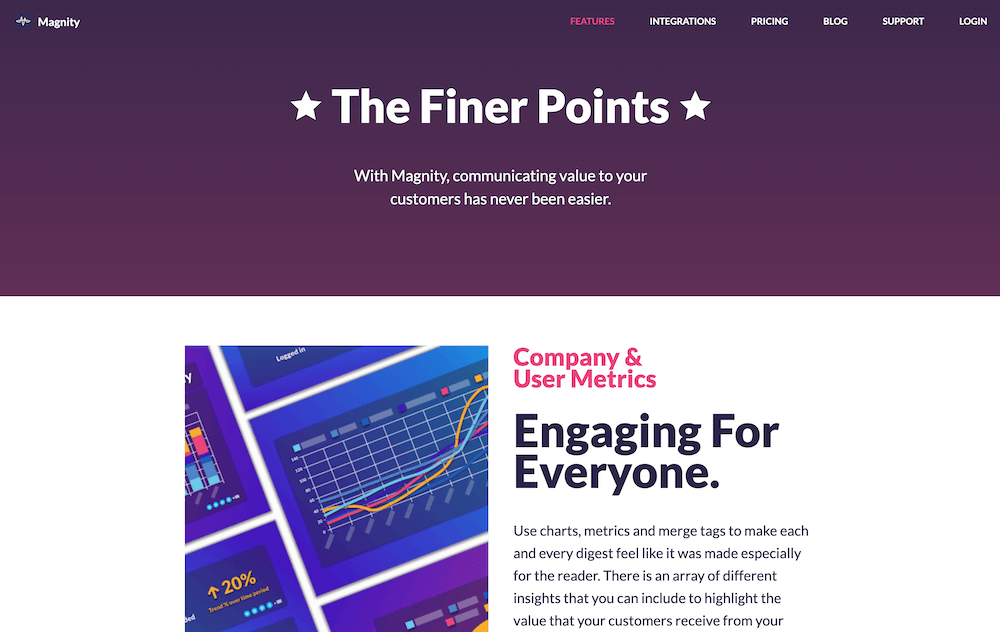 Magnity
FEATURES
INTEGRATIONS
PRICING
BLOG
SUPPORT
LOGIN
The Finer Points
With Magnity, communicating value to your
customers has never been easier.
Logged in
Company &
User Metrics
Engaging For
Everyone.
Use charts, metrics and merge tags to make each
and every digest feel like it was made especially
for the reader. There is an array of different
insights that you can include to highlight the
value that your customers receive from your
↑ 20%
Trend % over time period